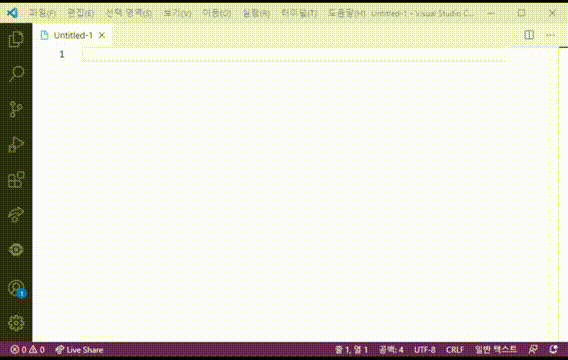 파일(F) 편집(E) 선택 영역(S) 보기(V) 이동(G) 실행(R) 터미널(T) 도움말(H) Untitled-1 - Visual Studio C...
Untitled-1
1
1
0 0 Live Share 줄 1, 열 1 공백: 4 UTF-8 CRLF 일반 텍스트